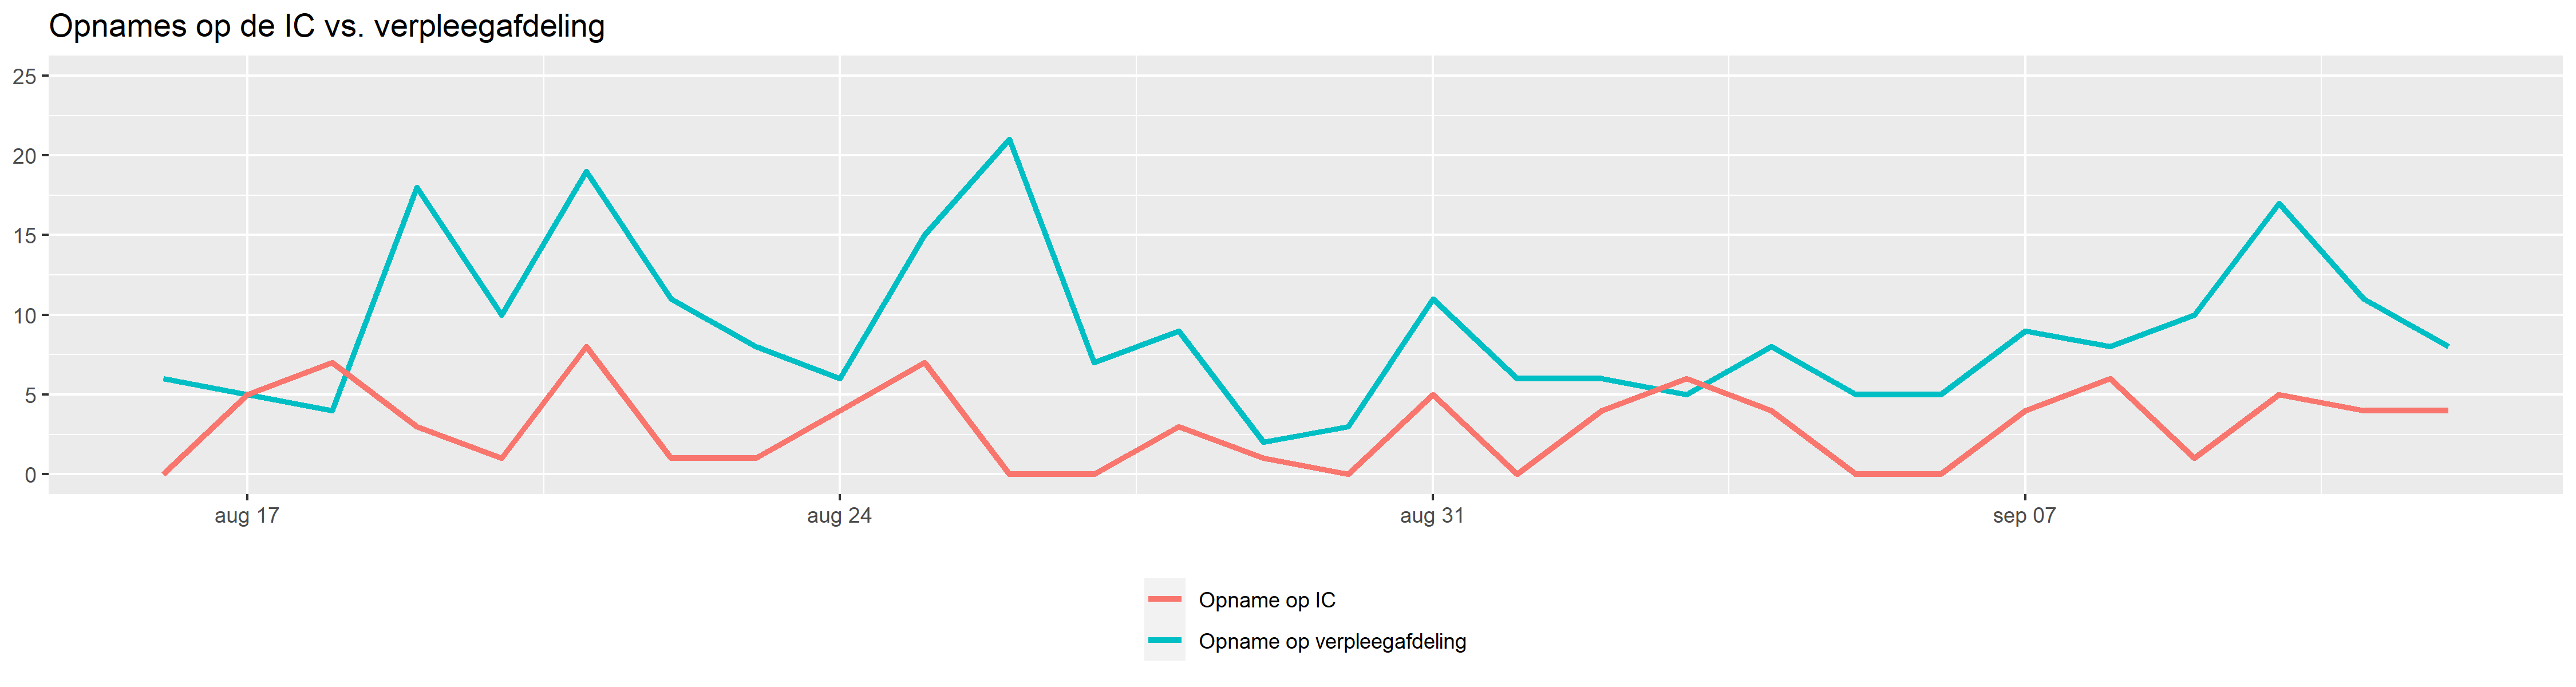 Opnames op de IC vs. verpleegafdeling
25
20
15
10
5
0
aug 17 aug 24 aug 31 sep 07
Opname op IC
Opname op verpleegafdeling